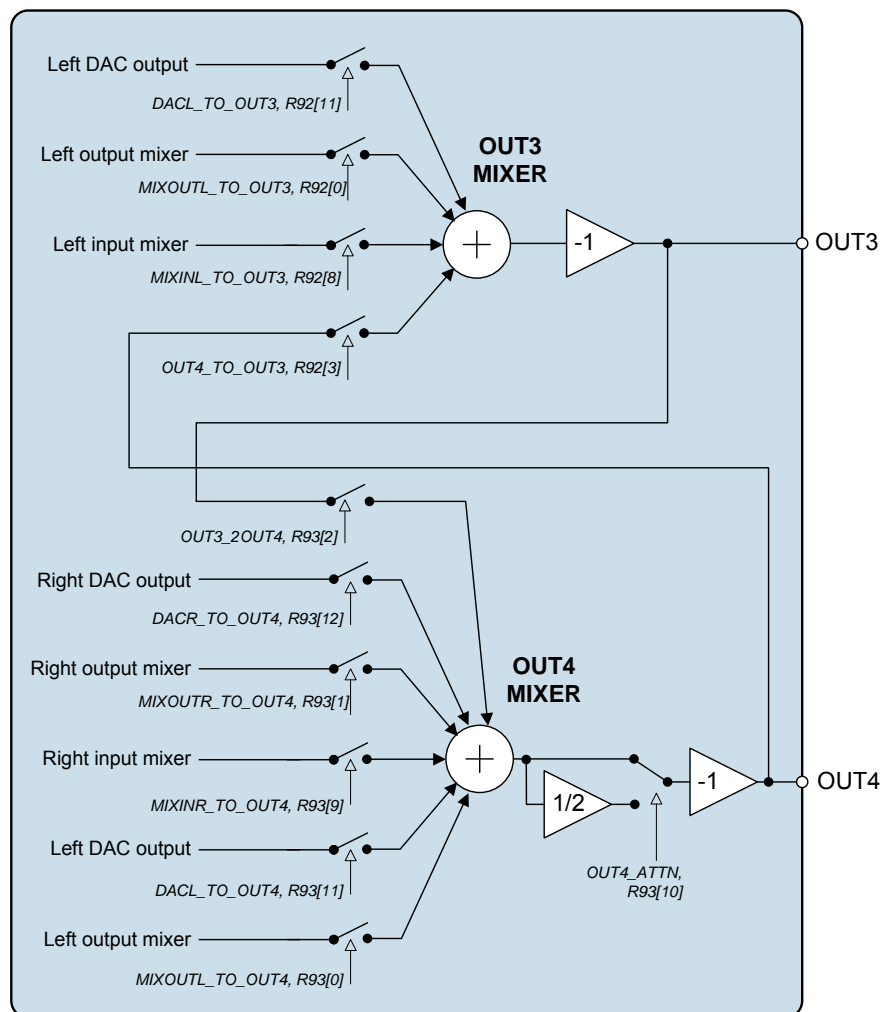 Left DAC output
DACL_TO_OUT3, R92[11]
Left output mixer
MIXOUTL_TO_OUT3, R92[0]
OUT3
MIXER
Left input mixer
MIXINL_TO_OUT3, R92[8]
+
-1
OUT3
OUT4_TO_OUT3, R92[3]
OUT3_2OUT4, R93[2]
Right DAC output
DACR_TO_OUT4, R93[12]
Right output mixer
MIXOUTR_TO_OUT4, R93[1]
OUT4
MIXER
Right input mixer
MIXINR_TO_OUT4, R93[9]
+
1/2
-1
OUT4
Left DAC output
DACL_TO_OUT4, R93[11]
OUT4_ATTN,
R93[10]
Left output mixer
MIXOUTL_TO_OUT4, R93[0]